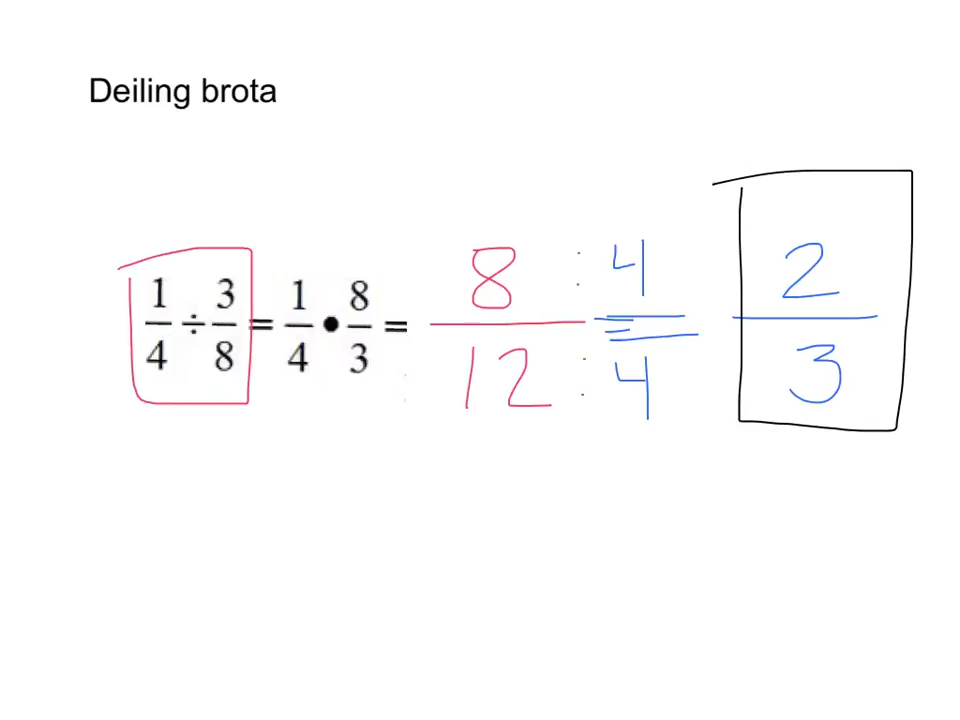 Deiling brota
1/4 ÷ 3/8 = 1/4 • 8/3 = 8/12 : 4/4 = 2/3